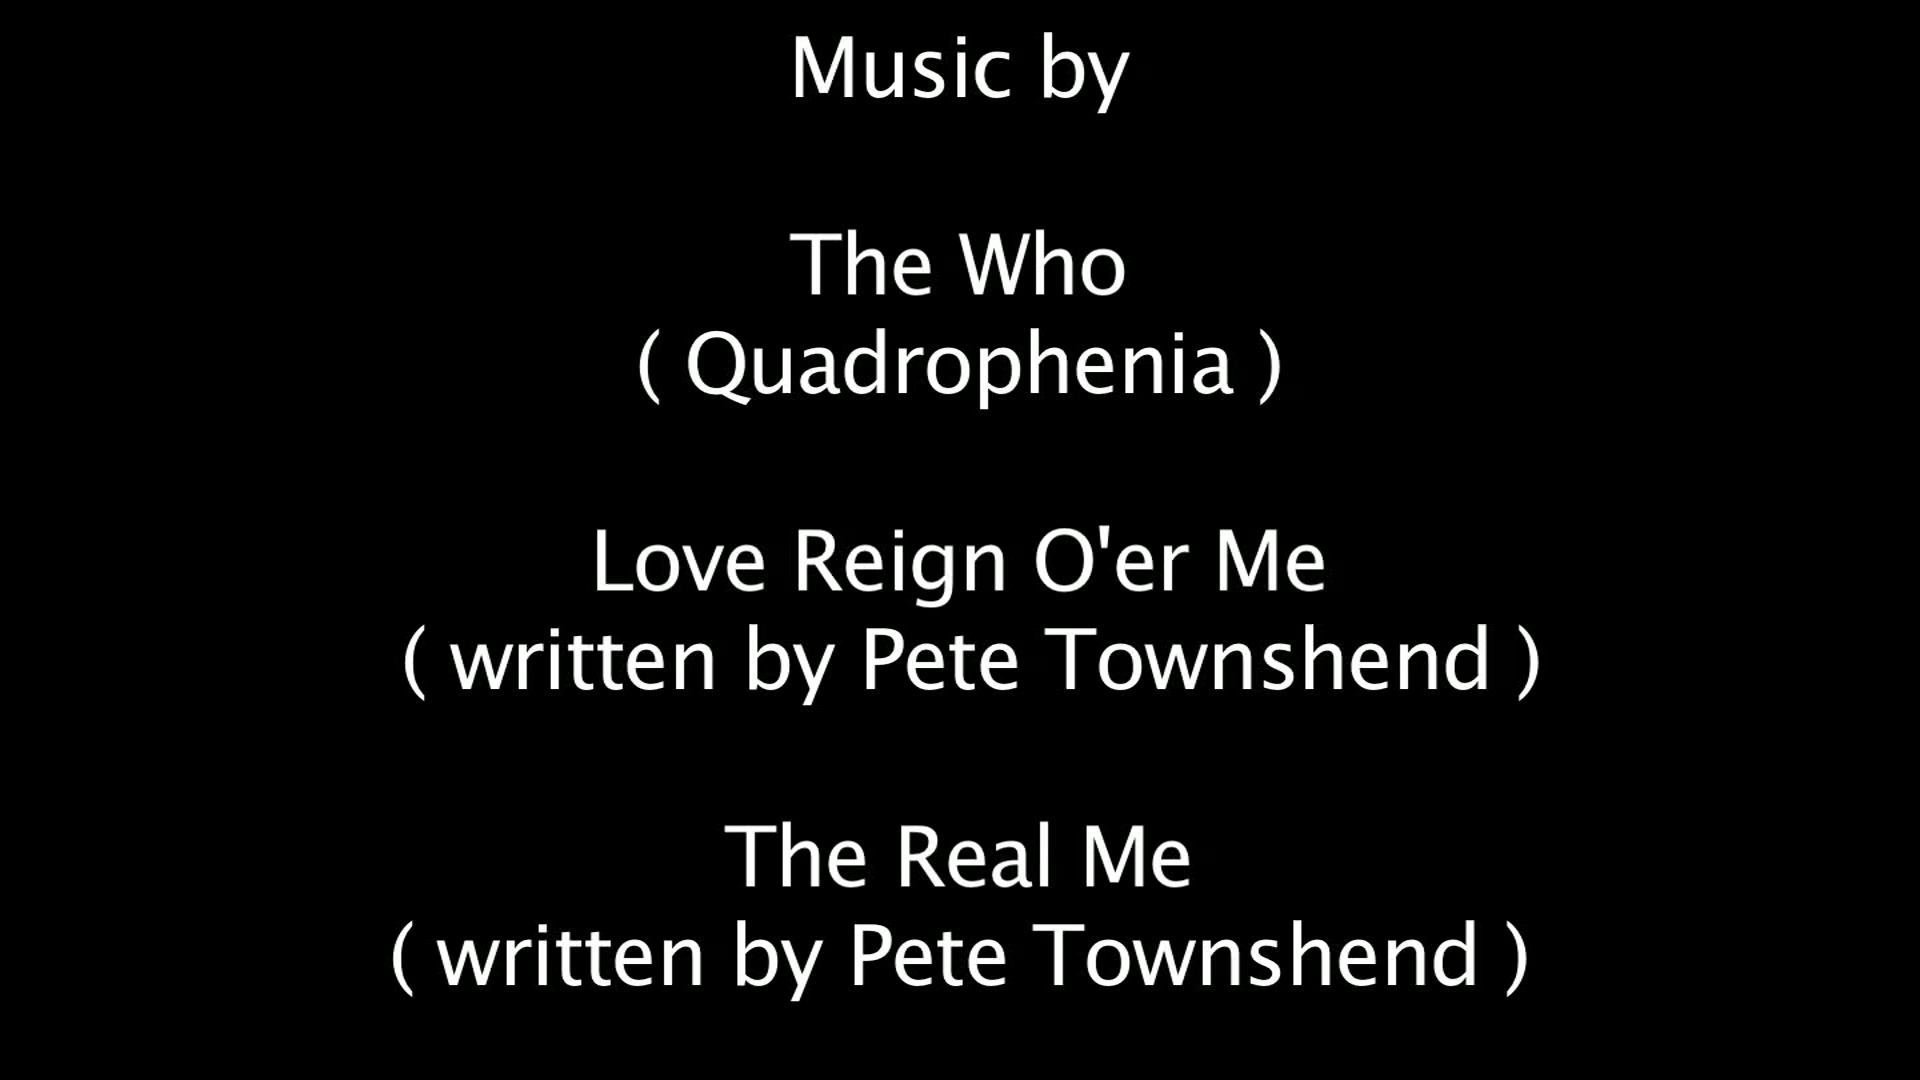 Music by
The Who
( Quadrophenia )
Love Reign O'er Me
( written by Pete Townshend )
The Real Me
( written by Pete Townshend )